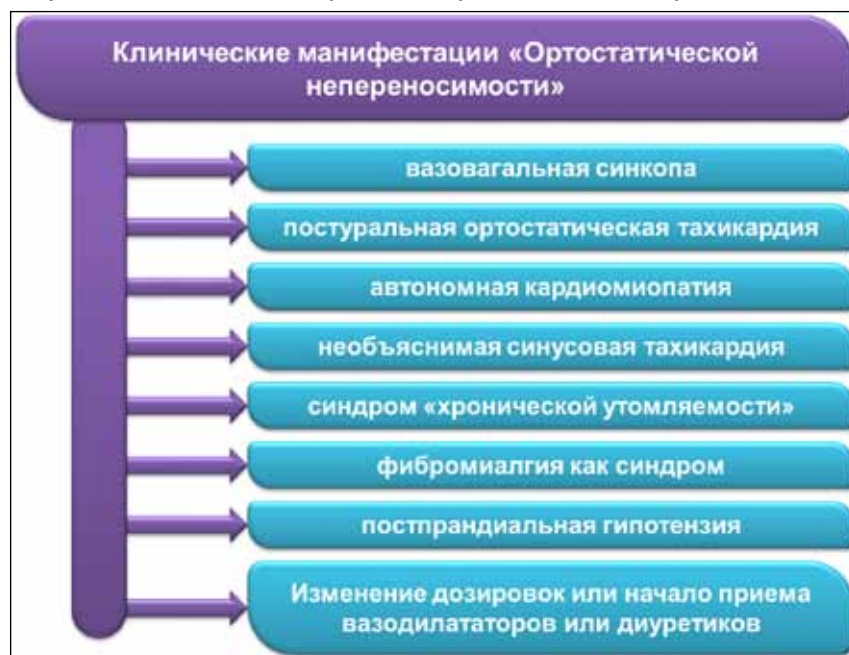 Клинические манифестации «Ортостатической
непереносимости»
вазовагальная синкопа
постуральная ортостатическая тахикардия
автономная кардиомиопатия
необъяснимая синусовая тахикардия
синдром «хронической утомляемости»
фибромиалгия как синдром
постпрандиальная гипотензия
Изменение дозировок или начало приема
вазодилататоров или диуретиков